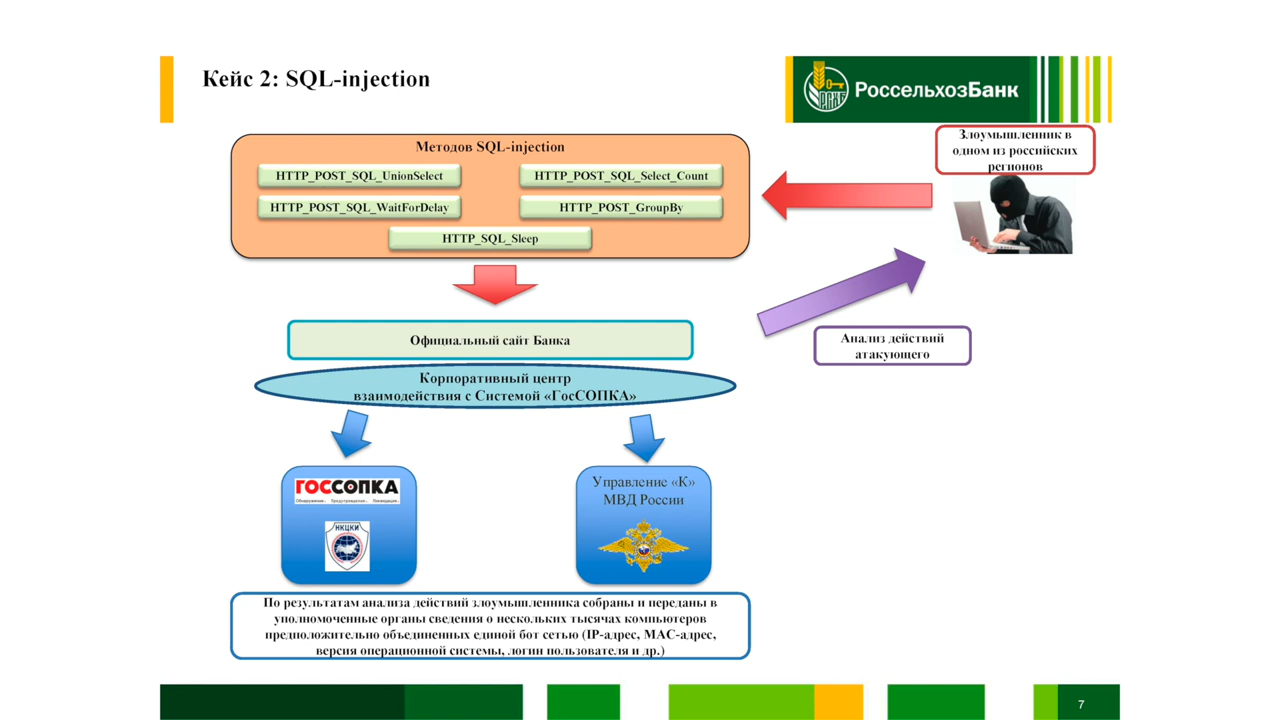 Кейс 2: SQL-injection
РоссельхозБанк
Злоумышленник в
одном из российских
регионов
Методов SQL-injection
HTTP_POST_SQL_UnionSelect
HTTP_POST_SQL_Select_Count
HTTP_POST_SQL_WaitForDelay
HTTP_POST_GroupBy
HTTP_SQL_Sleep
Официальный сайт Банка
Анализ действий
атакующего
Корпоративный центр
взаимодействия с Системой «ГосСОПКА»
ГОССОПКА
Обнаружение Предупреждение Ликвидация
НКЦКИ
Управление «К»
МВД России
По результатам анализа действий злоумышленника собраны и переданы в
уполномоченные органы сведения о нескольких тысячах компьютеров
предположительно объединенных единой бот сетью (IP-адрес, MAC-адрес,
версия операционной системы, логин пользователя и др.)
7